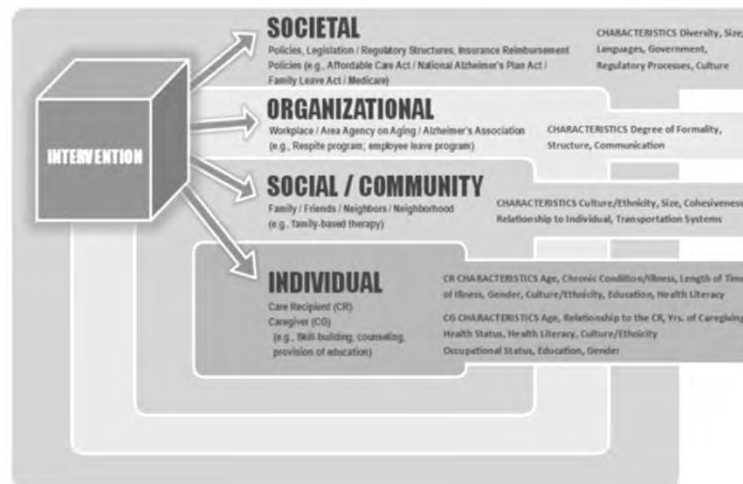 SOCIETAL
Policies, Legislation / Regulatory Structures, Insurance Reimbursement
Policies (e.g., Affordable Care Act / National Alzheimer's Plan Act /
Family Leave Act / Medicare)
CHARACTERISTICS Diversity, Size,
Languages, Government,
Regulatory Processes, Culture
INTERVENTION
ORGANIZATIONAL
Workplace / Area Agency on Aging / Alzheimer's Association
(e.g., Respite program; employee leave program)
CHARACTERISTICS Degree of Formality,
Structure, Communication
SOCIAL / COMMUNITY
Family / Friends / Neighbors / Neighborhood
(e.g., family-based therapy)
CHARACTERISTICS Culture/Ethnicity, Size, Cohesiveness
Relationship to Individual, Transportation Systems
INDIVIDUAL
Care Recipient (CR)
Caregiver (CG)
(e.g., Skill-building, counseling,
provision of education)
CR CHARACTERISTICS Age, Chronic Condition/Illness, Length of Time
of Illness, Gender, Culture/Ethnicity, Education, Health Literacy
CG CHARACTERISTICS Age, Relationship to the CR, Yrs. of Caregiving
Health Status, Health Literacy, Culture/Ethnicity
Occupational Status, Education, Gender